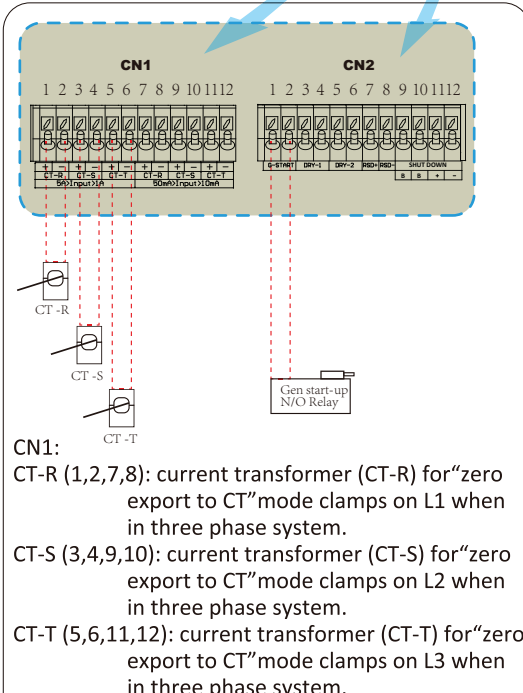 CN1 CN2
1 2 3 4 5 6 7 8 9 10 11 12 1 2 3 4 5 6 7 8 9 10 11 12
+ - + - + - + - + - + - G-START DRY-1 DRY-2 RSD+ RSD- SHUT DOWN
CT-R CT-S CT-T CT-R CT-S CT-T B B + -
5A>Input>1A 50mA>Input>10mA
CT -R
CT -S
CT -T
Gen start-up
N/O Relay
CN1:
CT-R (1,2,7,8): current transformer (CT-R) for“zero
export to CT”mode clamps on L1 when
in three phase system.
CT-S (3,4,9,10): current transformer (CT-S) for“zero
export to CT”mode clamps on L2 when
in three phase system.
CT-T (5,6,11,12): current transformer (CT-T) for“zero
export to CT”mode clamps on L3 when
in three phase system.